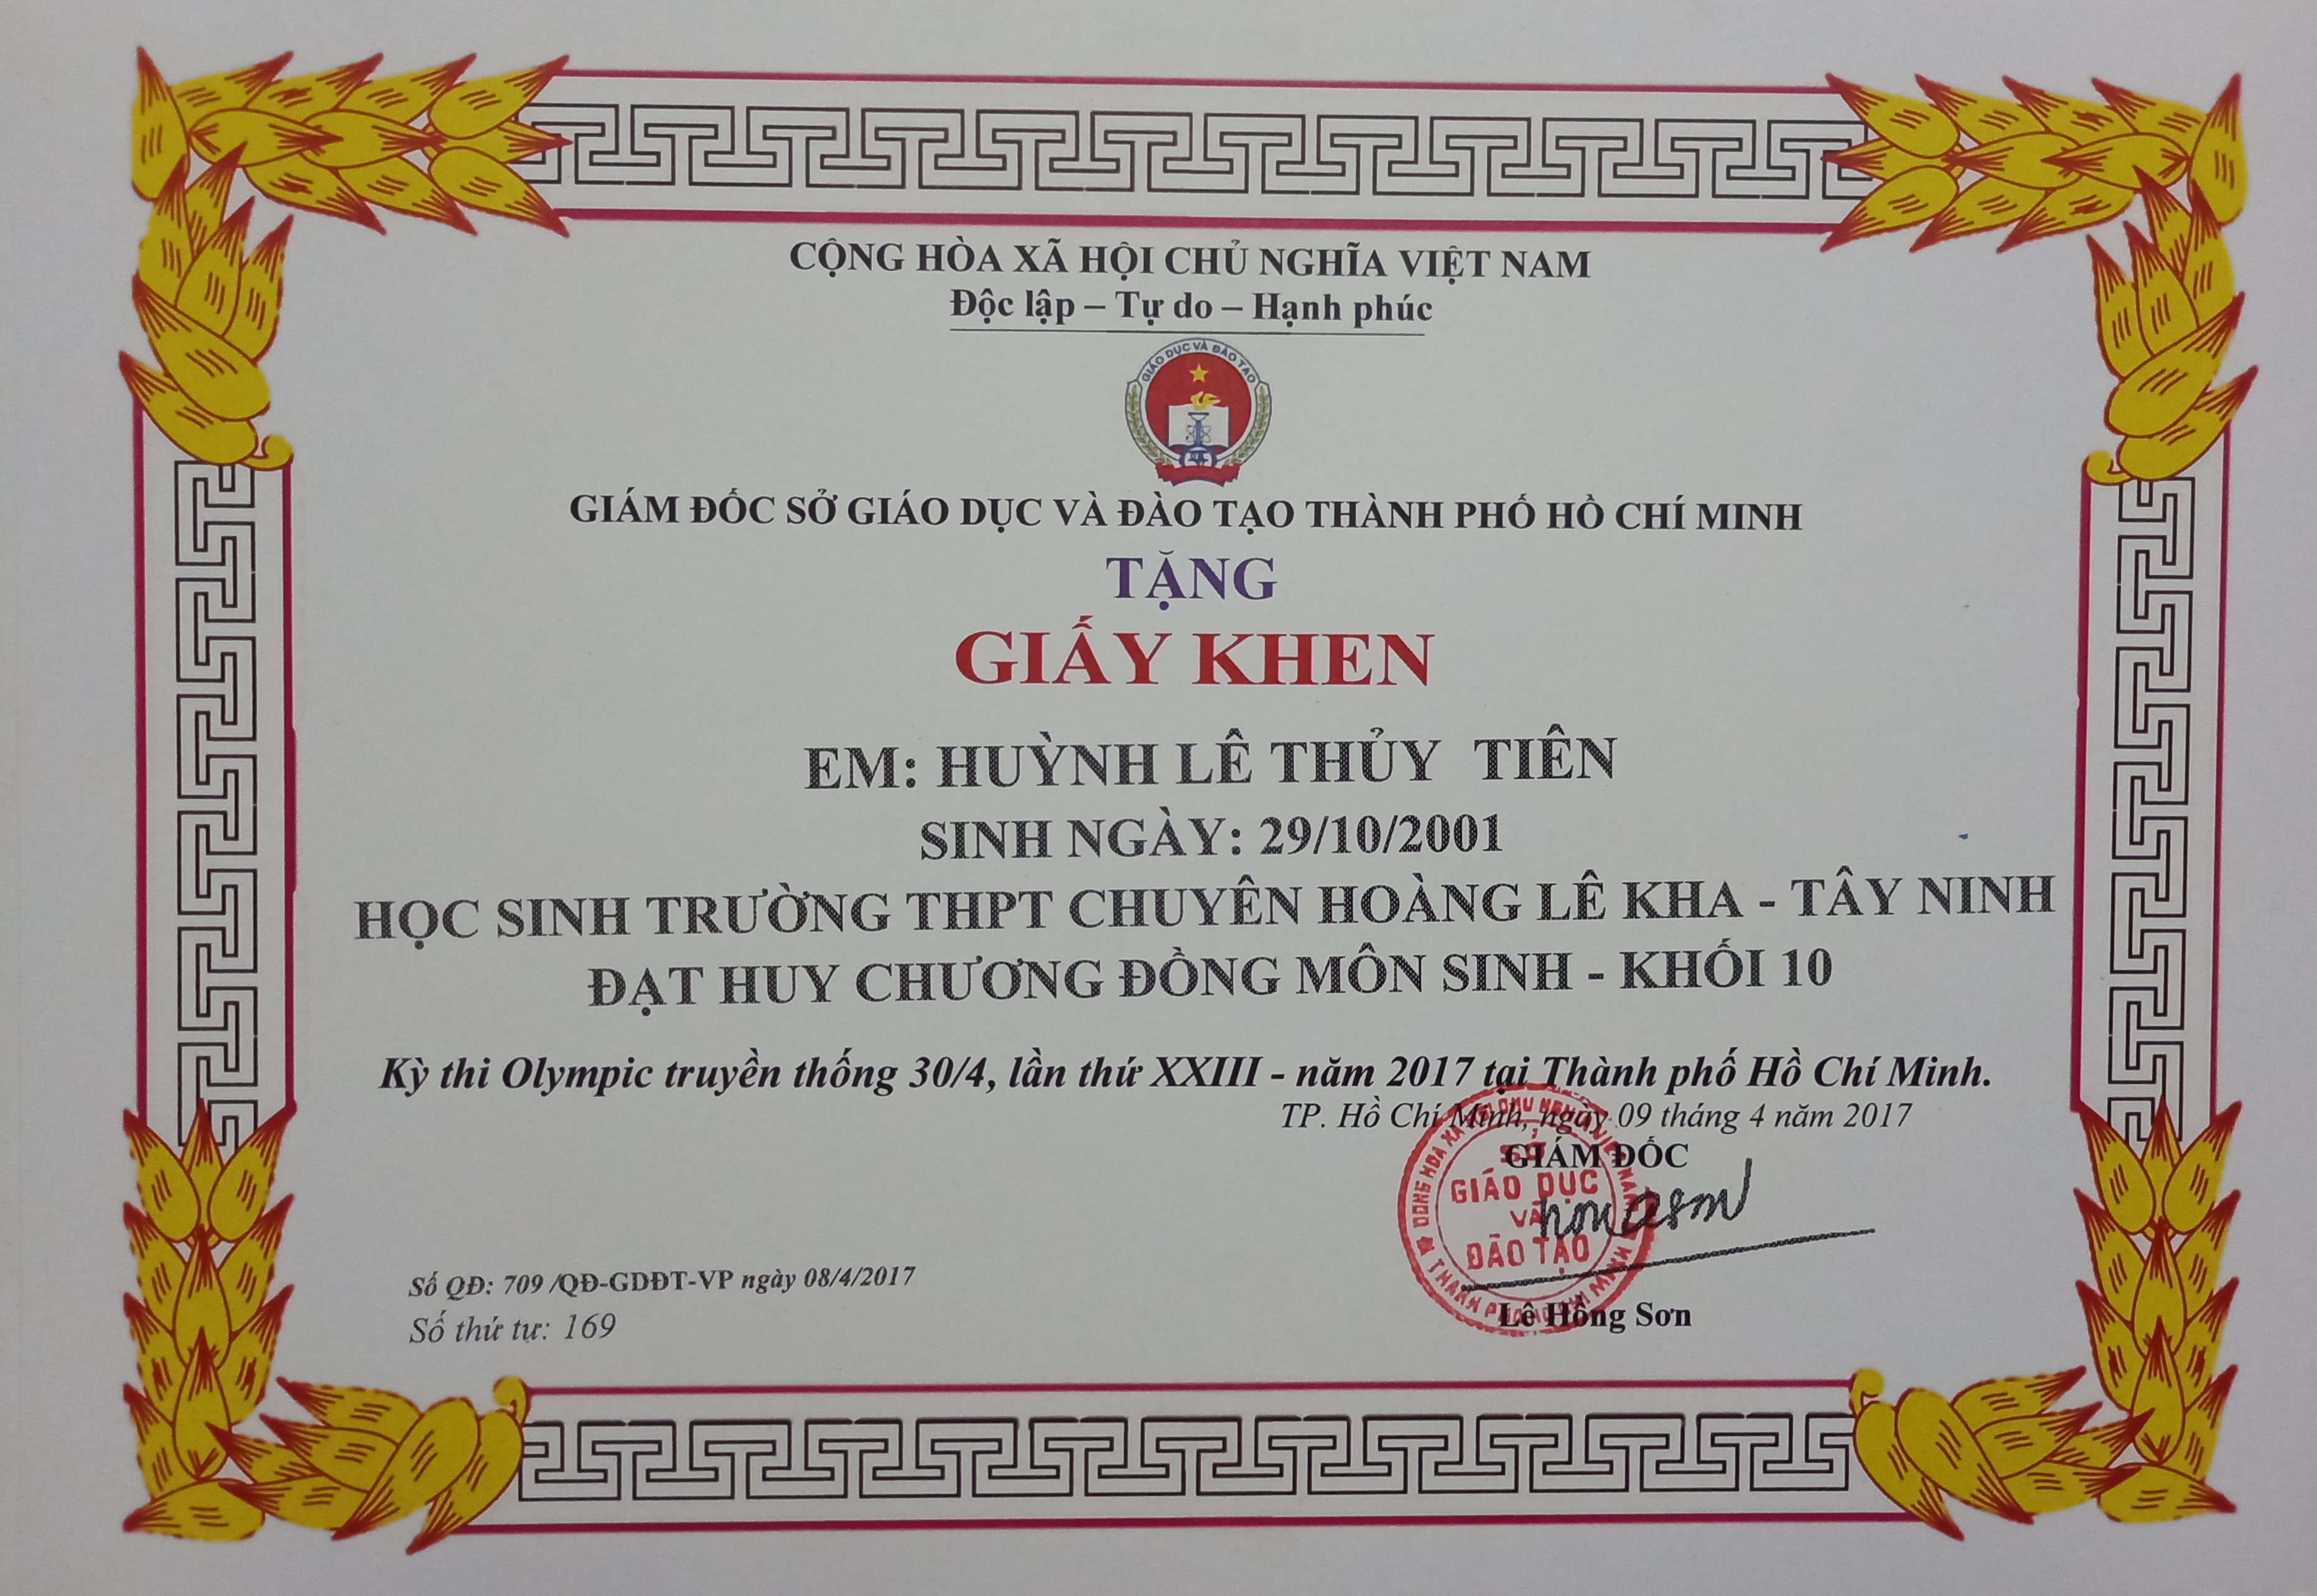 CỘNG HÒA XÃ HỘI CHỦ NGHĨA VIỆT NAM
Độc lập – Tự do – Hạnh phúc
GIÁO DỤC VÀ ĐÀO TẠO
GIÁM ĐỐC SỞ GIÁO DỤC VÀ ĐÀO TẠO THÀNH PHỐ HỒ CHÍ MINH
TẶNG
GIẤY KHEN
EM: HUỲNH LÊ THỦY TIÊN
SINH NGÀY: 29/10/2001
HỌC SINH TRƯỜNG THPT CHUYÊN HOÀNG LÊ KHA - TÂY NINH
ĐẠT HUY CHƯƠNG ĐỒNG MÔN SINH - KHỐI 10
Kỳ thi Olympic truyền thống 30/4, lần thứ XXIII - năm 2017 tại Thành phố Hồ Chí Minh.
TP. Hồ Chí Minh, ngày 09 tháng 4 năm 2017
GIÁM ĐỐC
SỞ
GIÁO DỤC
VÀ
ĐÀO TẠO
Lê Hồng Sơn
Số QĐ: 709 /QĐ-GDĐT-VP ngày 08/4/2017
Số thứ tự: 169